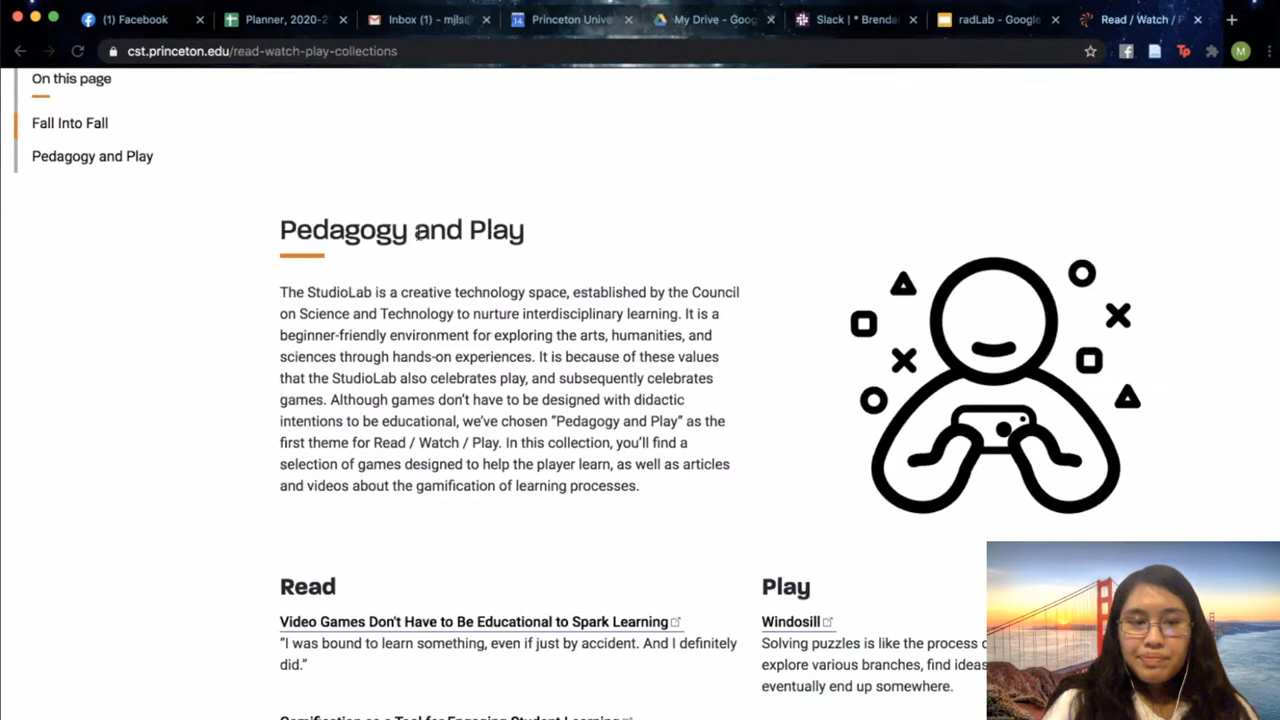 (1) Facebook
Planner, 2020-2
Inbox (1) - mjls@
14
Princeton Unive
My Drive - Goog
Slack | * Brenda
radLab - Google
Read / Watch / P
cst.princeton.edu/read-watch-play-collections
M
On this page
Fall Into Fall
Pedagogy and Play
Pedagogy and Play
The StudioLab is a creative technology space, established by the Council
on Science and Technology to nurture interdisciplinary learning. It is a
beginner-friendly environment for exploring the arts, humanities, and
sciences through hands-on experiences. It is because of these values
that the StudioLab also celebrates play, and subsequently celebrates
games. Although games don't have to be designed with didactic
intentions to be educational, we've chosen “Pedagogy and Play” as the
first theme for Read / Watch / Play. In this collection, you'll find a
selection of games designed to help the player learn, as well as articles
and videos about the gamification of learning processes.
Read
Video Games Don't Have to Be Educational to Spark Learning
“I was bound to learn something, even if just by accident. And I definitely
did.”
Gamification as a Tool for Engaging Student Learning
Play
Windosill
Solving puzzles is like the process o
explore various branches, find ideas
eventually end up somewhere.